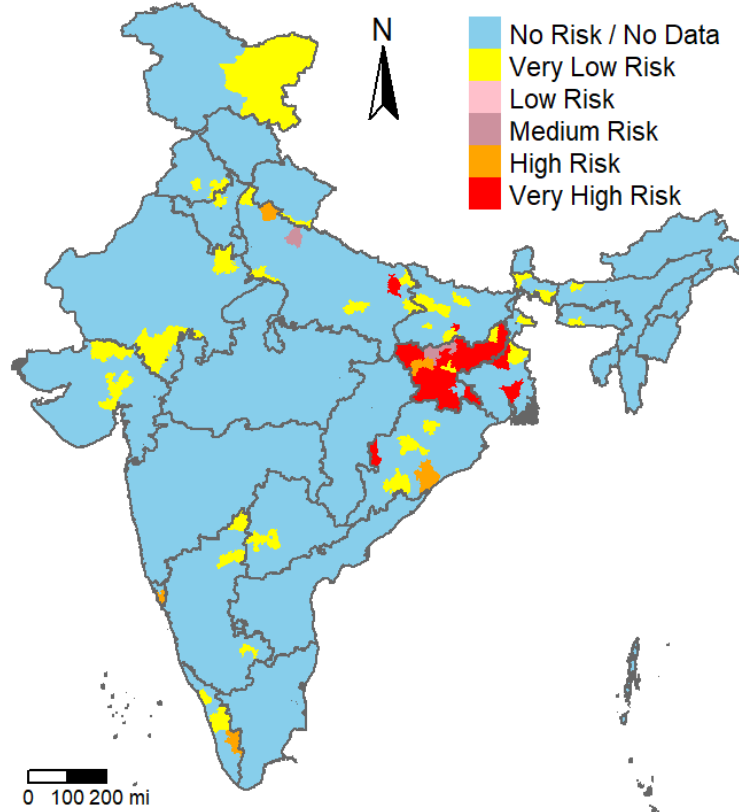 N
No Risk / No Data
Very Low Risk
Low Risk
Medium Risk
High Risk
Very High Risk
0 100 200 mi